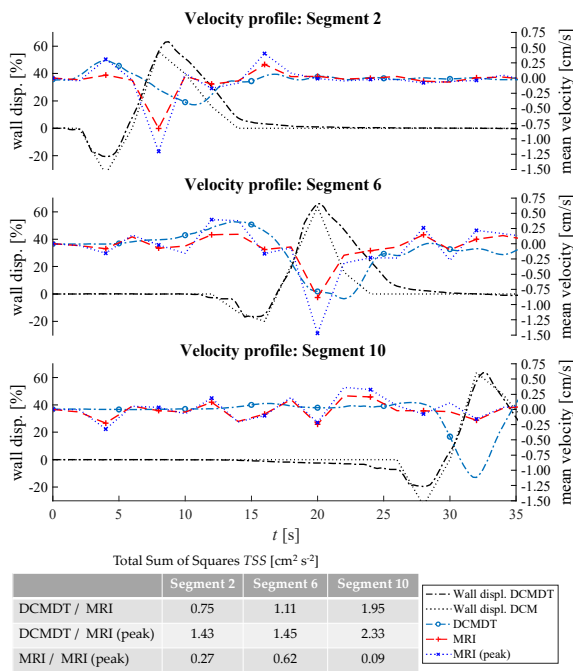 Velocity profile: Segment 2
wall disp. [%]
60
40
20
0
-20
0.75
0.50
0.25
0.00
-0.25
-0.50
-0.75
-1.00
-1.25
-1.50
mean velocity [cm/s]
Velocity profile: Segment 6
wall disp. [%]
60
40
20
0
-20
0.75
0.50
0.25
0.00
-0.25
-0.50
-0.75
-1.00
-1.25
-1.50
mean velocity [cm/s]
Velocity profile: Segment 10
wall disp. [%]
60
40
20
0
-20
0.75
0.50
0.25
0.00
-0.25
-0.50
-0.75
-1.00
-1.25
-1.50
mean velocity [cm/s]
0 5 10 15 20 25 30 35
t [s]
Total Sum of Squares TSS [cm² s⁻²]
Segment 2 Segment 6 Segment 10
DCMDT / MRI 0.75 1.11 1.95
DCMDT / MRI (peak) 1.43 1.45 2.33
MRI / MRI (peak) 0.27 0.62 0.09
Wall displ. DCMDT
Wall displ. DCM
DCMDT
MRI
MRI (peak)